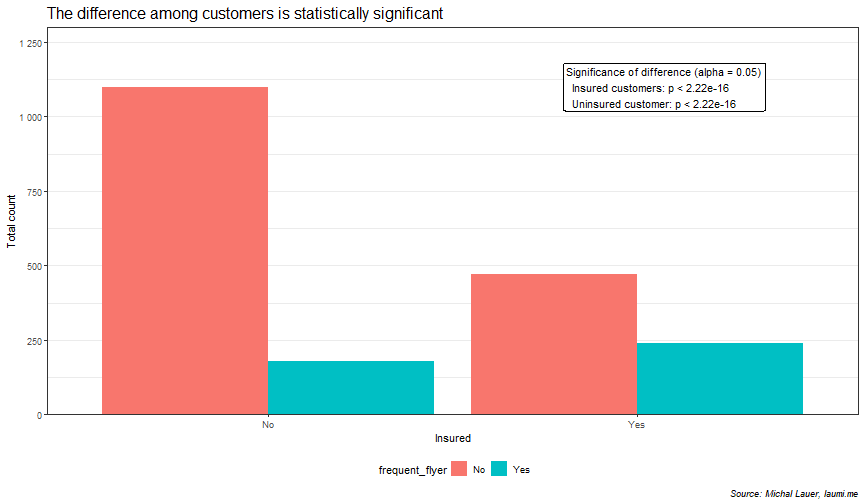 The difference among customers is statistically significant
Significance of difference (alpha = 0.05)
Insured customers: p < 2.22e-16
Uninsured customer: p < 2.22e-16
Total count
1 250
1 000
750
500
250
0
No
Yes
Insured
frequent_flyer No Yes
Source: Michal Lauer, laumi.me